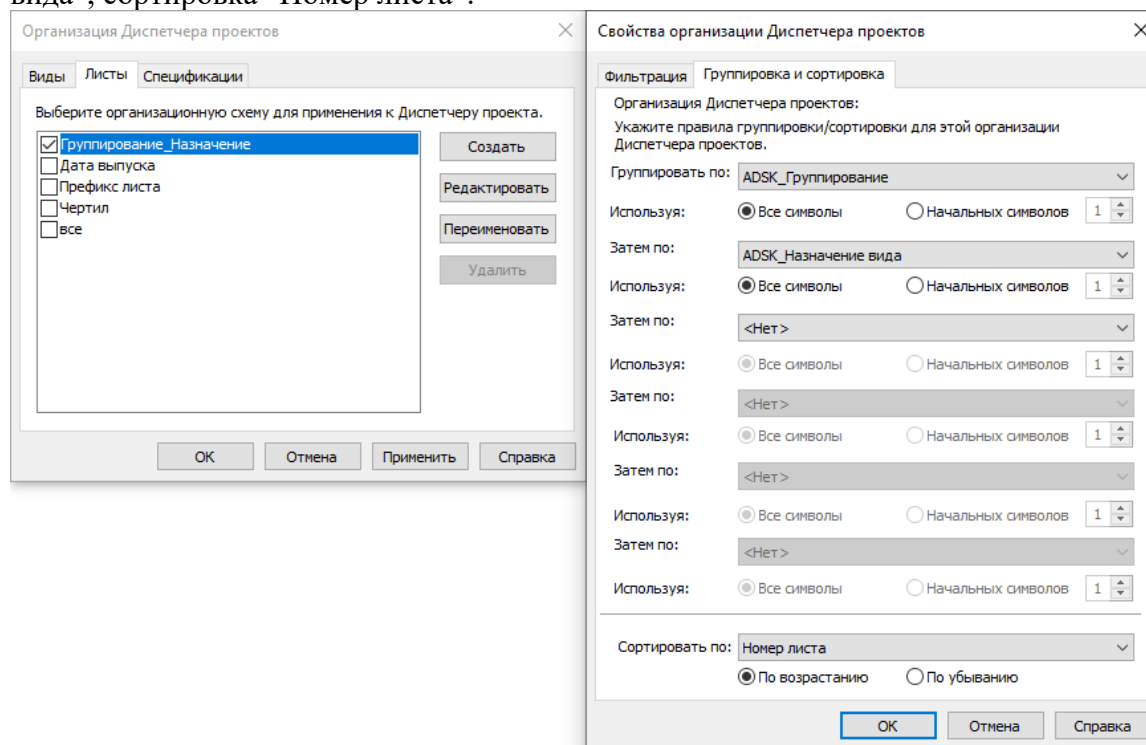 вида", сортировка "Номер листа".
Организация Диспетчера проектов
Виды Листы Спецификации
Выберите организационную схему для применения к Диспетчеру проекта.
Группирование_Назначение
Дата выпуска
Префикс листа
Чертил
все
Создать
Редактировать
Переименовать
Удалить
ОК Отмена Применить Справка
Свойства организации Диспетчера проектов
Фильтрация Группировка и сортировка
Организация Диспетчера проектов:
Укажите правила группировки/сортировки для этой организации
Диспетчера проектов.
Группировать по: ADSK_Группирование
Используя: Все символы Начальных символов 1
Затем по: ADSK_Назначение вида
Используя: Все символы Начальных символов 1
Затем по: <Нет>
Используя: Все символы Начальных символов 1
Затем по: <Нет>
Используя: Все символы Начальных символов 1
Затем по: <Нет>
Используя: Все символы Начальных символов 1
Затем по: <Нет>
Используя: Все символы Начальных символов 1
Сортировать по: Номер листа
По возрастанию По убыванию
ОК Отмена Справка